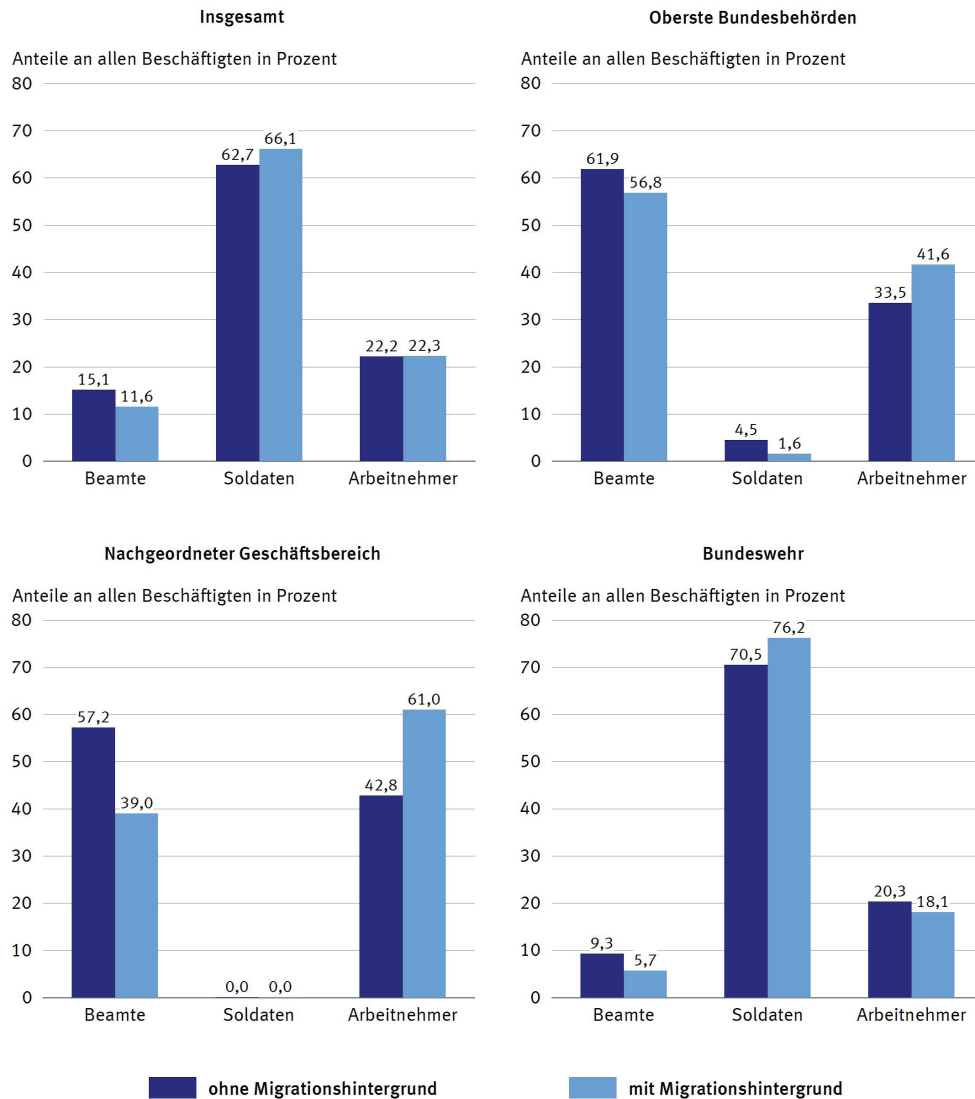 Insgesamt
Anteile an allen Beschäftigten in Prozent
80
70
60
50
40
30
20
10
0
62,7
66,1
15,1
11,6
22,2
22,3
Beamte
Soldaten
Arbeitnehmer
Oberste Bundesbehörden
Anteile an allen Beschäftigten in Prozent
80
70
60
50
40
30
20
10
0
61,9
56,8
4,5
1,6
33,5
41,6
Beamte
Soldaten
Arbeitnehmer
Nachgeordneter Geschäftsbereich
Anteile an allen Beschäftigten in Prozent
80
70
60
50
40
30
20
10
0
57,2
39,0
0,0
0,0
42,8
61,0
Beamte
Soldaten
Arbeitnehmer
Bundeswehr
Anteile an allen Beschäftigten in Prozent
80
70
60
50
40
30
20
10
0
9,3
5,7
70,5
76,2
20,3
18,1
Beamte
Soldaten
Arbeitnehmer
ohne Migrationshintergrund
mit Migrationshintergrund